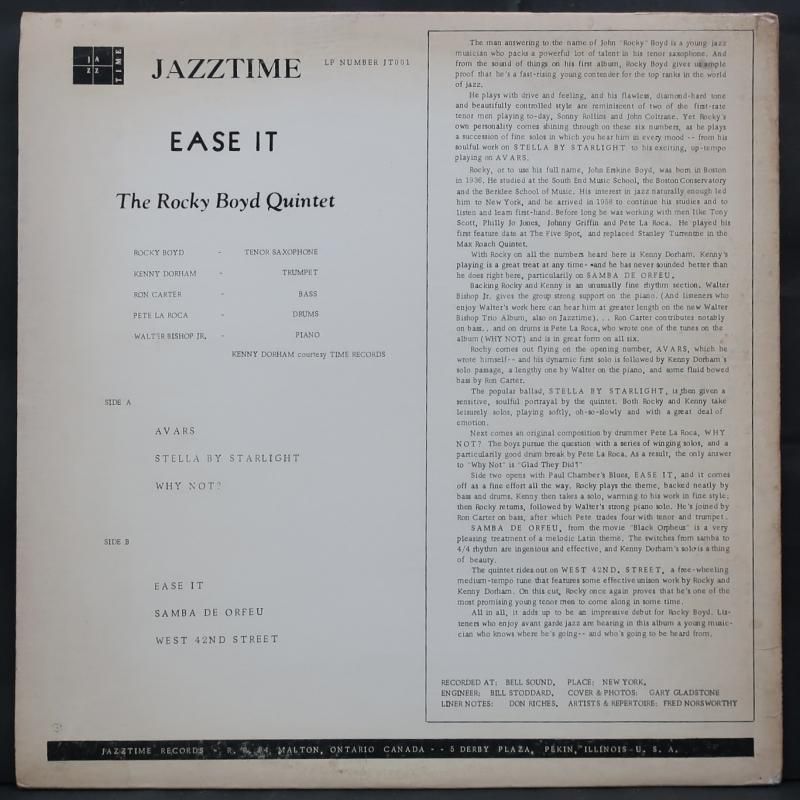 JA
ZZ
TIME
JAZZTIME
LP NUMBER JT001
EASE IT
The Rocky Boyd Quintet
ROCKY BOYD - TENOR SAXOPHONE
KENNY DORHAM - TRUMPET
RON CARTER - BASS
PETE LA ROCA - DRUMS
WALTER BISHOP JR. - PIANO
KENNY DORHAM courtesy TIME RECORDS
SIDE A
AVARS
STELLA BY STARLIGHT
WHY NOT?
SIDE B
EASE IT
SAMBA DE ORFEU
WEST 42ND STREET
The man answering to the name of John "Rocky" Boyd is a young jazz
musician who packs a powerful lot of talent in his tenor saxophone. And
from the sound of things on his first album, Rocky Boyd gives us ample
proof that he's a fast-rising young contender for the top ranks in the world
of jazz.
He plays with drive and feeling, and his flawless, diamond-hard tone
and beautifully controlled style are reminiscent of two of the first-rate
tenor men playing to-day, Sonny Rollins and John Coltrane. Yet Rocky's
own personality comes shining through on these six numbers, as he plays
a succession of fine solos in which you hear him in every mood -- from his
soulful work on STELLA BY STARLIGHT to his exciting, up-tempo
playing on AVARS.
Rocky, or to use his full name, John Erskine Boyd, was born in Boston
in 1936. He studied at the South End Music School, the Boston Conservatory
and the Berklee School of Music. His interest in jazz naturally enough led
him to New York, and he arrived in 1958 to continue his studies and to
listen and learn first-hand. Before long he was working with men like Tony
Scott, Philly Jo Jones, Johnny Griffin and Pete La Roca. He played his
first feature date at The Five Spot, and replaced Stanley Turrentine in the
Max Roach Quintet.
With Rocky on all the numbers heard here is Kenny Dorham. Kenny's
playing is a great treat at any time--and he has never sounded better than
he does right here, particularly on SAMBA DE ORFEU.
Backing Rocky and Kenny is an unusually fine rhythm section. Walter
Bishop Jr. gives the group strong support on the piano. (And listeners who
enjoy Walter's work here can hear him at greater length on the new Walter
Bishop Trio Album, also on Jazztime). . . Ron Carter contributes notably
on bass. . and on drums is Pete La Roca, who wrote one of the tunes on the
album (WHY NOT) and is in great form on all six.
Rocky comes out flying on the opening number, AVARS, which he
wrote himself-- and his dynamic first solo is followed by Kenny Dorham's
solo passage, a lengthy one by Walter on the piano, and some fluid bowed
bass by Ron Carter.
The popular ballad, STELLA BY STARLIGHT, is then given a
sensitive, soulful portrayal by the quintet. Both Rocky and Kenny take
leisurely solos, playing softly, oh-so-slowly and with a great deal of
emotion.
Next comes an original composition by drummer Pete La Roca, WHY
NOT? The boys pursue the question with a series of winging solos, and a
particularly good drum break by Pete La Roca. As a result, the only answer
to "Why Not" is "Glad They Did!"
Side two opens with Paul Chamber's Blues, EASE IT, and it comes
off as a fine effort all the way. Rocky plays the theme, backed neatly by
bass and drums. Kenny then takes a solo, warming to his work in fine style;
then Rocky returns, followed by Walter's strong piano solo. He's joined by
Ron Carter on bass, after which Pete trades four with tenor and trumpet.
SAMBA DE ORFEU, from the movie "Black Orpheus" is a very
pleasing treatment of a melodic Latin theme. The switches from samba to
4/4 rhythm are ingenious and effective, and Kenny Dorham's solo is a thing
of beauty.
The quintet rides out on WEST 42ND. STREET, a free-wheeling
medium-tempo tune that features some effective unison work by Rocky and
Kenny Dorham. On this cut, Rocky once again proves that he's one of the
most promising young tenor men to come along in some time.
All in all, it adds up to be an impressive debut for Rocky Boyd. Lis-
teners who enjoy avant garde jazz are hearing in this album a young music-
cian who knows where he's going-- and who's going to be heard from.
RECORDED AT: BELL SOUND, PLACE: NEW YORK.
ENGINEER: BILL STODDARD, COVER & PHOTOS: GARY GLADSTONE
LINER NOTES: DON RICHES, ARTISTS & REPERTOIRE: FRED NORSWORTHY
JAZZTIME RECORDS - R. R. #4, MALTON, ONTARIO CANADA - - 5 DERBY PLAZA, PEKIN, ILLINOIS U. S. A.